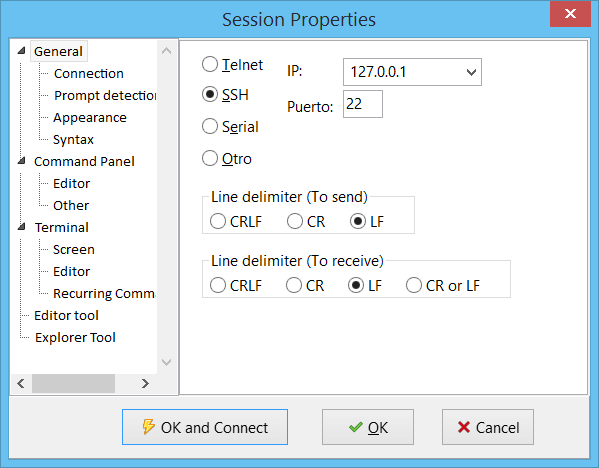 Session Properties
General
Connection
Prompt detection
Appearance
Syntax
Command Panel
Editor
Other
Terminal
Screen
Editor
Recurring Comma
Editor tool
Explorer Tool
Telnet
SSH
Serial
Otro
IP: 127.0.0.1
Puerto: 22
Line delimiter (To send)
CRLF CR LF
Line delimiter (To receive)
CRLF CR LF CR or LF
OK and Connect OK Cancel